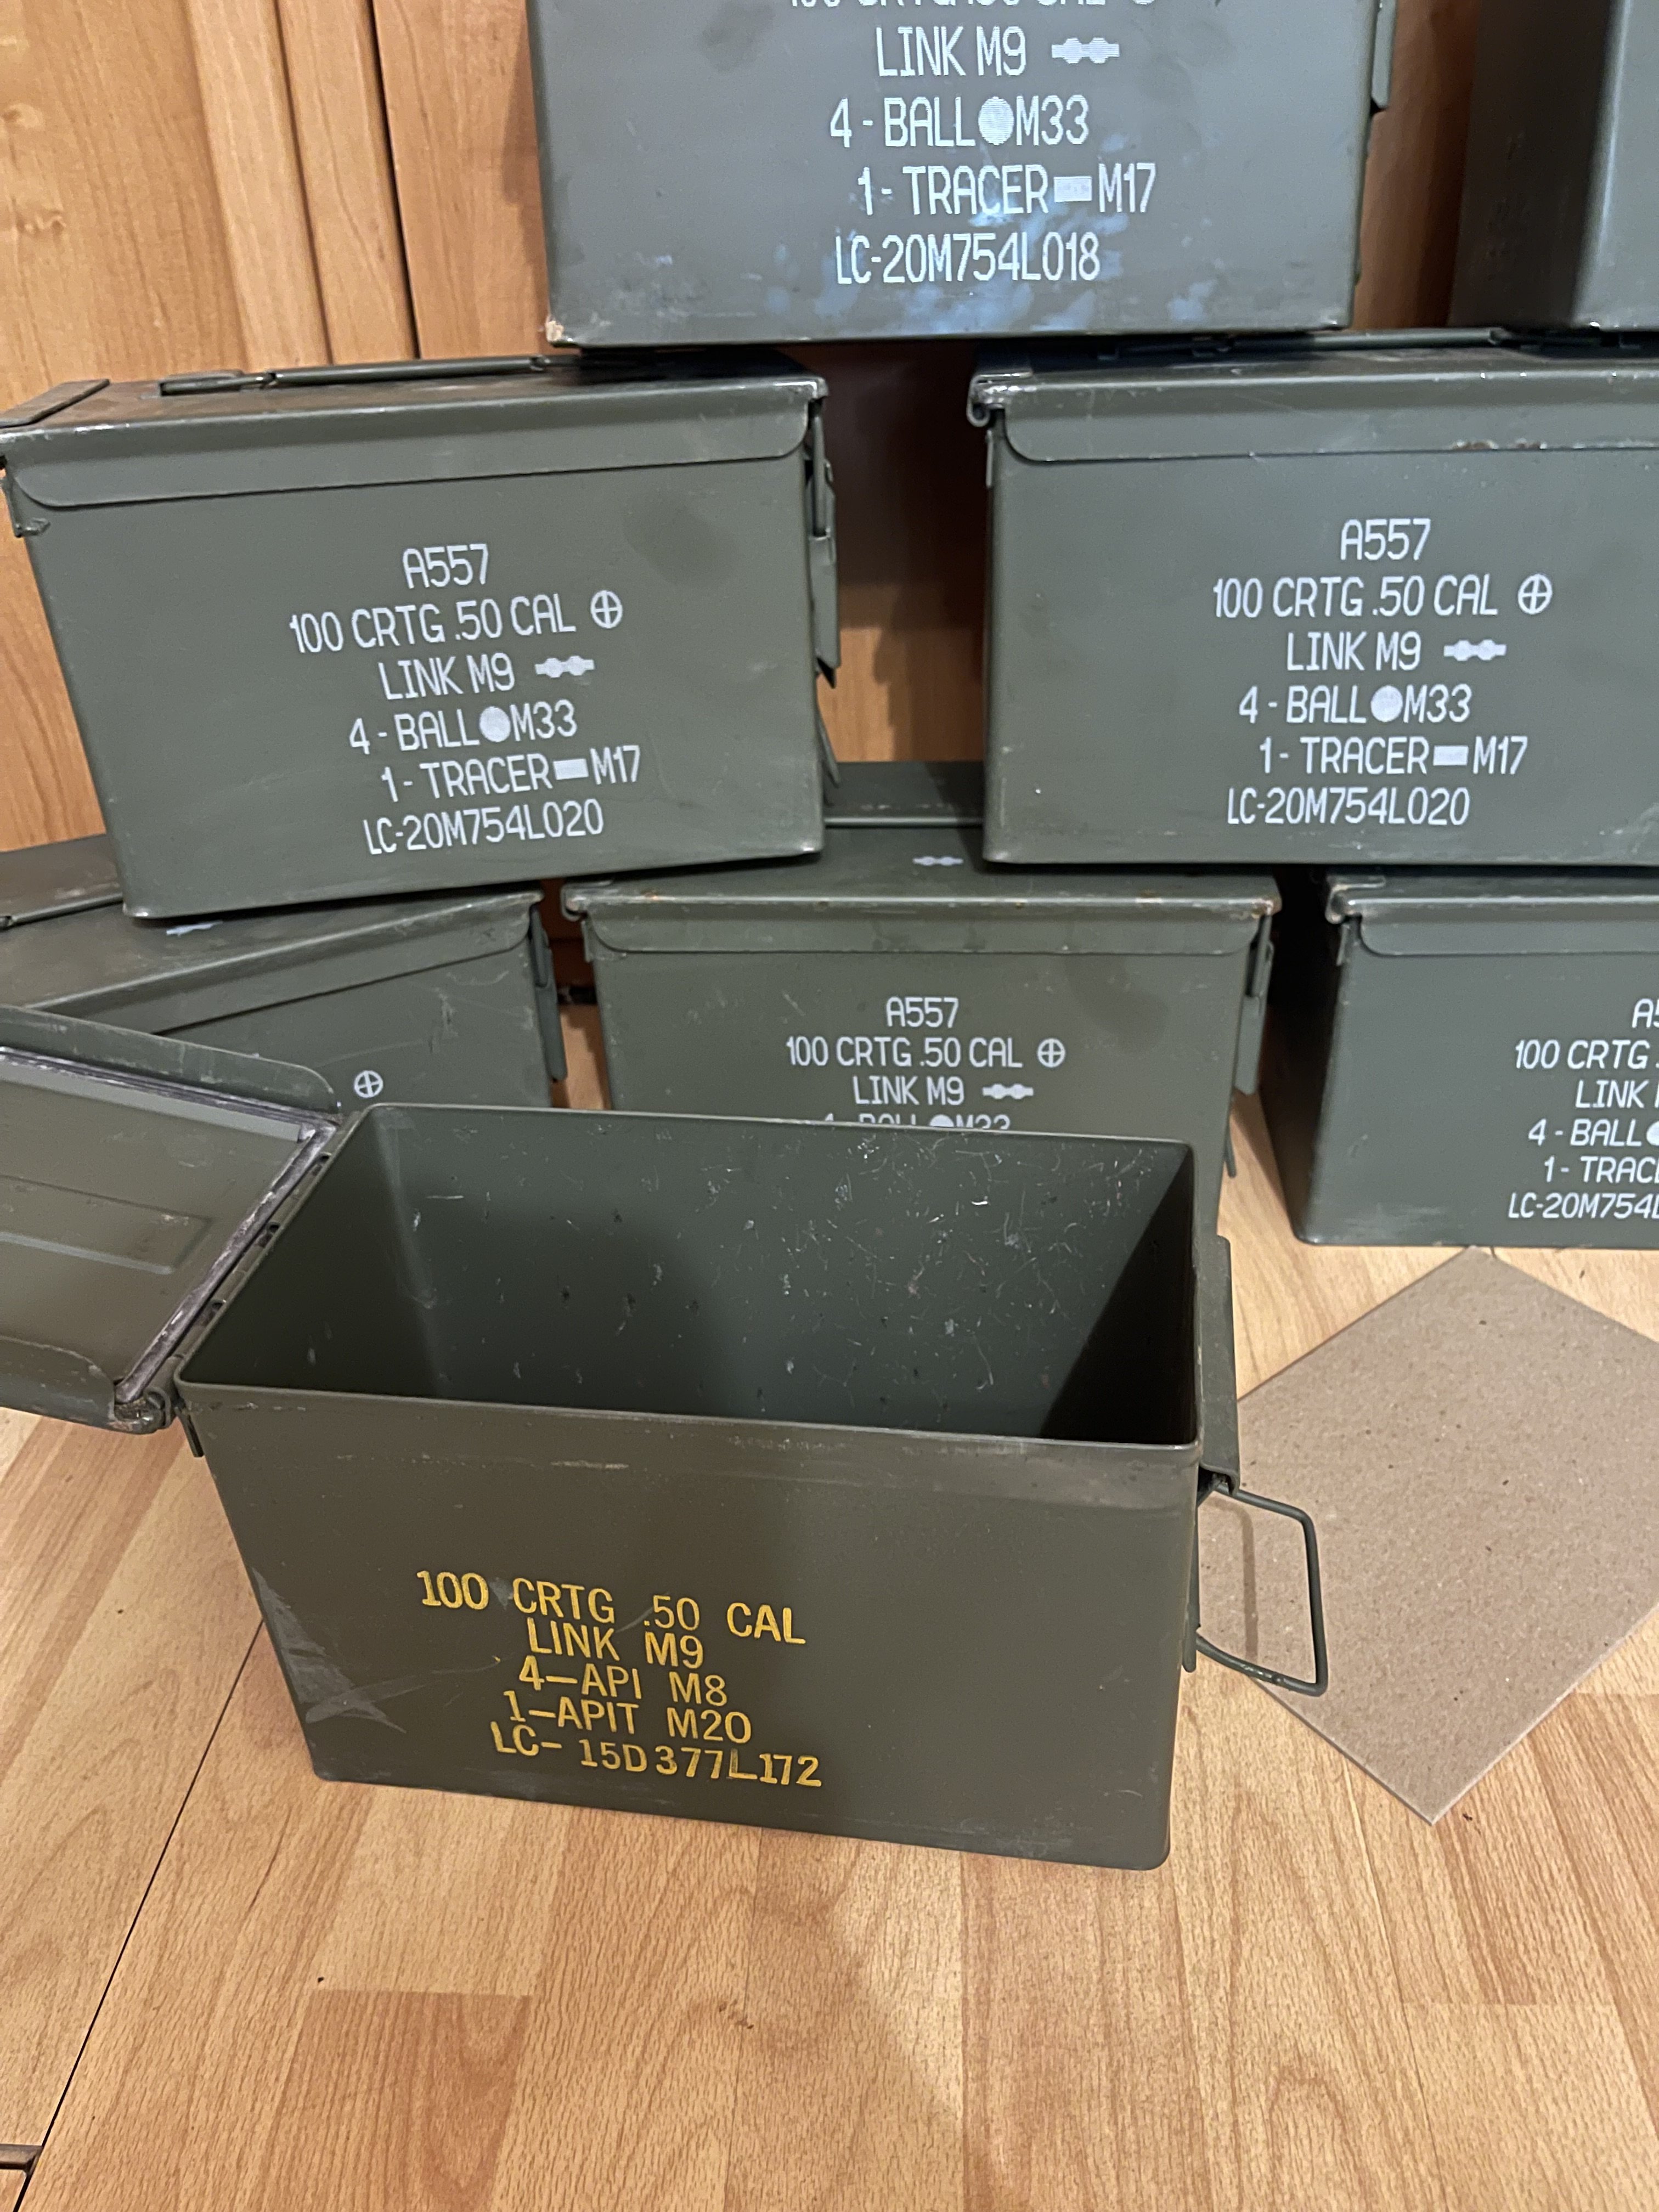 LINK M9
4 - BALL M33
1 - TRACER M17
LC-20M754L018
A557
100 CRTG .50 CAL
LINK M9
4 - BALL M33
1 - TRACER M17
LC-20M754L020
A557
100 CRTG .50 CAL
LINK M9
4 - BALL M33
1 - TRACER M17
LC-20M754L020
A557
100 CRTG .50 CAL
LINK M9
4 - BALL M33
100 CRTG
LINK
4 - BALL
1 -
100 CRTG .50 CAL
LINK M9
4-API M8
1-APIT M20
LC- 15D377L172